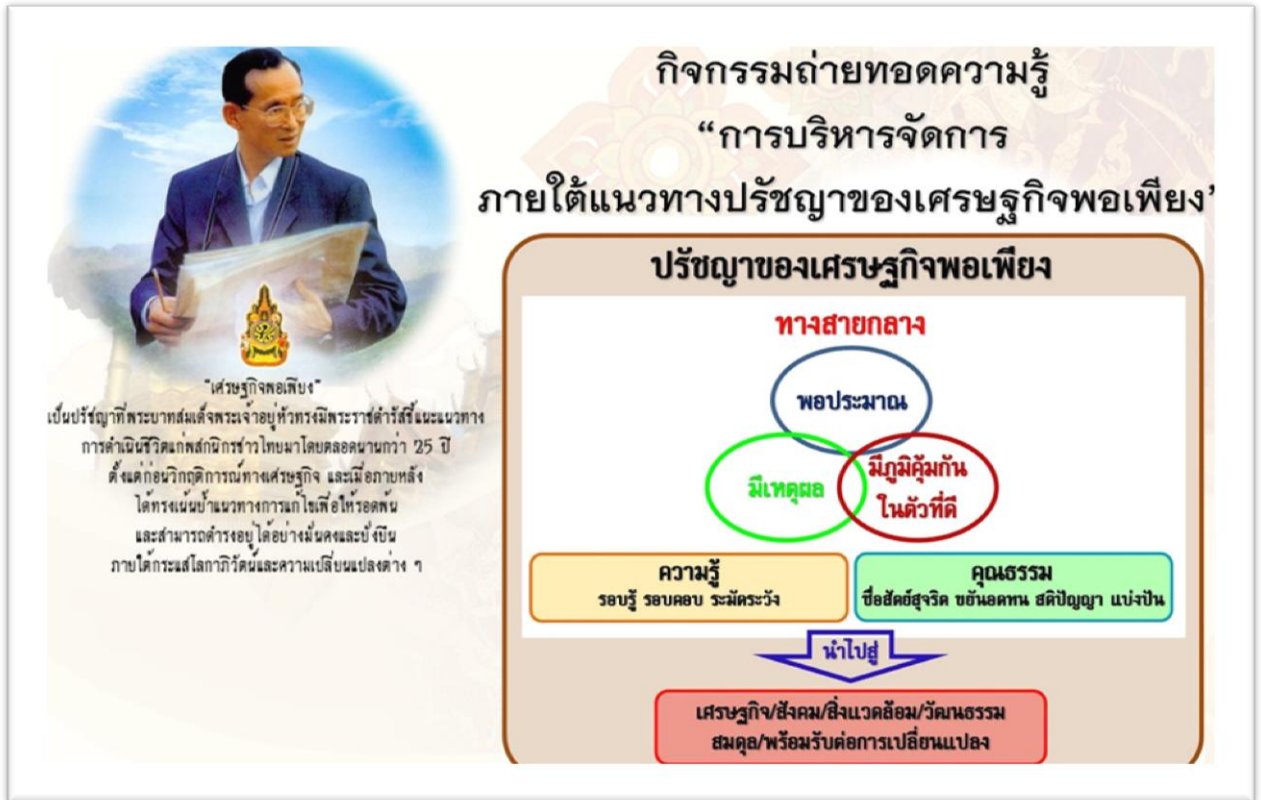 กิจกรรมถ่ายทอดความรู้
“การบริหารจัดการ
ภายใต้แนวทางปรัชญาของเศรษฐกิจพอเพียง”
"เศรษฐกิจพอเพียง"
เป็นปรัชญาที่พระบาทสมเด็จพระเจ้าอยู่หัวทรงมีพระราชดำรัสชี้แนะแนวทาง
การดำเนินชีวิตแก่พสกนิกรชาวไทยมาโดยตลอดนานกว่า 25 ปี
ตั้งแต่ก่อนวิกฤติการณ์ทางเศรษฐกิจ และเมื่อภายหลัง
ได้ทรงเน้นย้ำแนวทางการแก้ไขเพื่อให้รอดพ้น
และสามารถดำรงอยู่ได้อย่างมั่นคงและยั่งยืน
ภายใต้กระแสโลกาภิวัตน์และความเปลี่ยนแปลงต่าง ๆ
ปรัชญาของเศรษฐกิจพอเพียง
ทางสายกลาง
พอประมาณ
มีเหตุผล
มีภูมิคุ้มกัน
ในตัวที่ดี
ความรู้
รอบรู้ รอบคอบ ระมัดระวัง
คุณธรรม
ซื่อสัตย์สุจริต ขยันอดทน สติปัญญา แบ่งปัน
นำไปสู่
เศรษฐกิจ/สังคม/สิ่งแวดล้อม/วัฒนธรรม
สมดุล/พร้อมรับต่อการเปลี่ยนแปลง